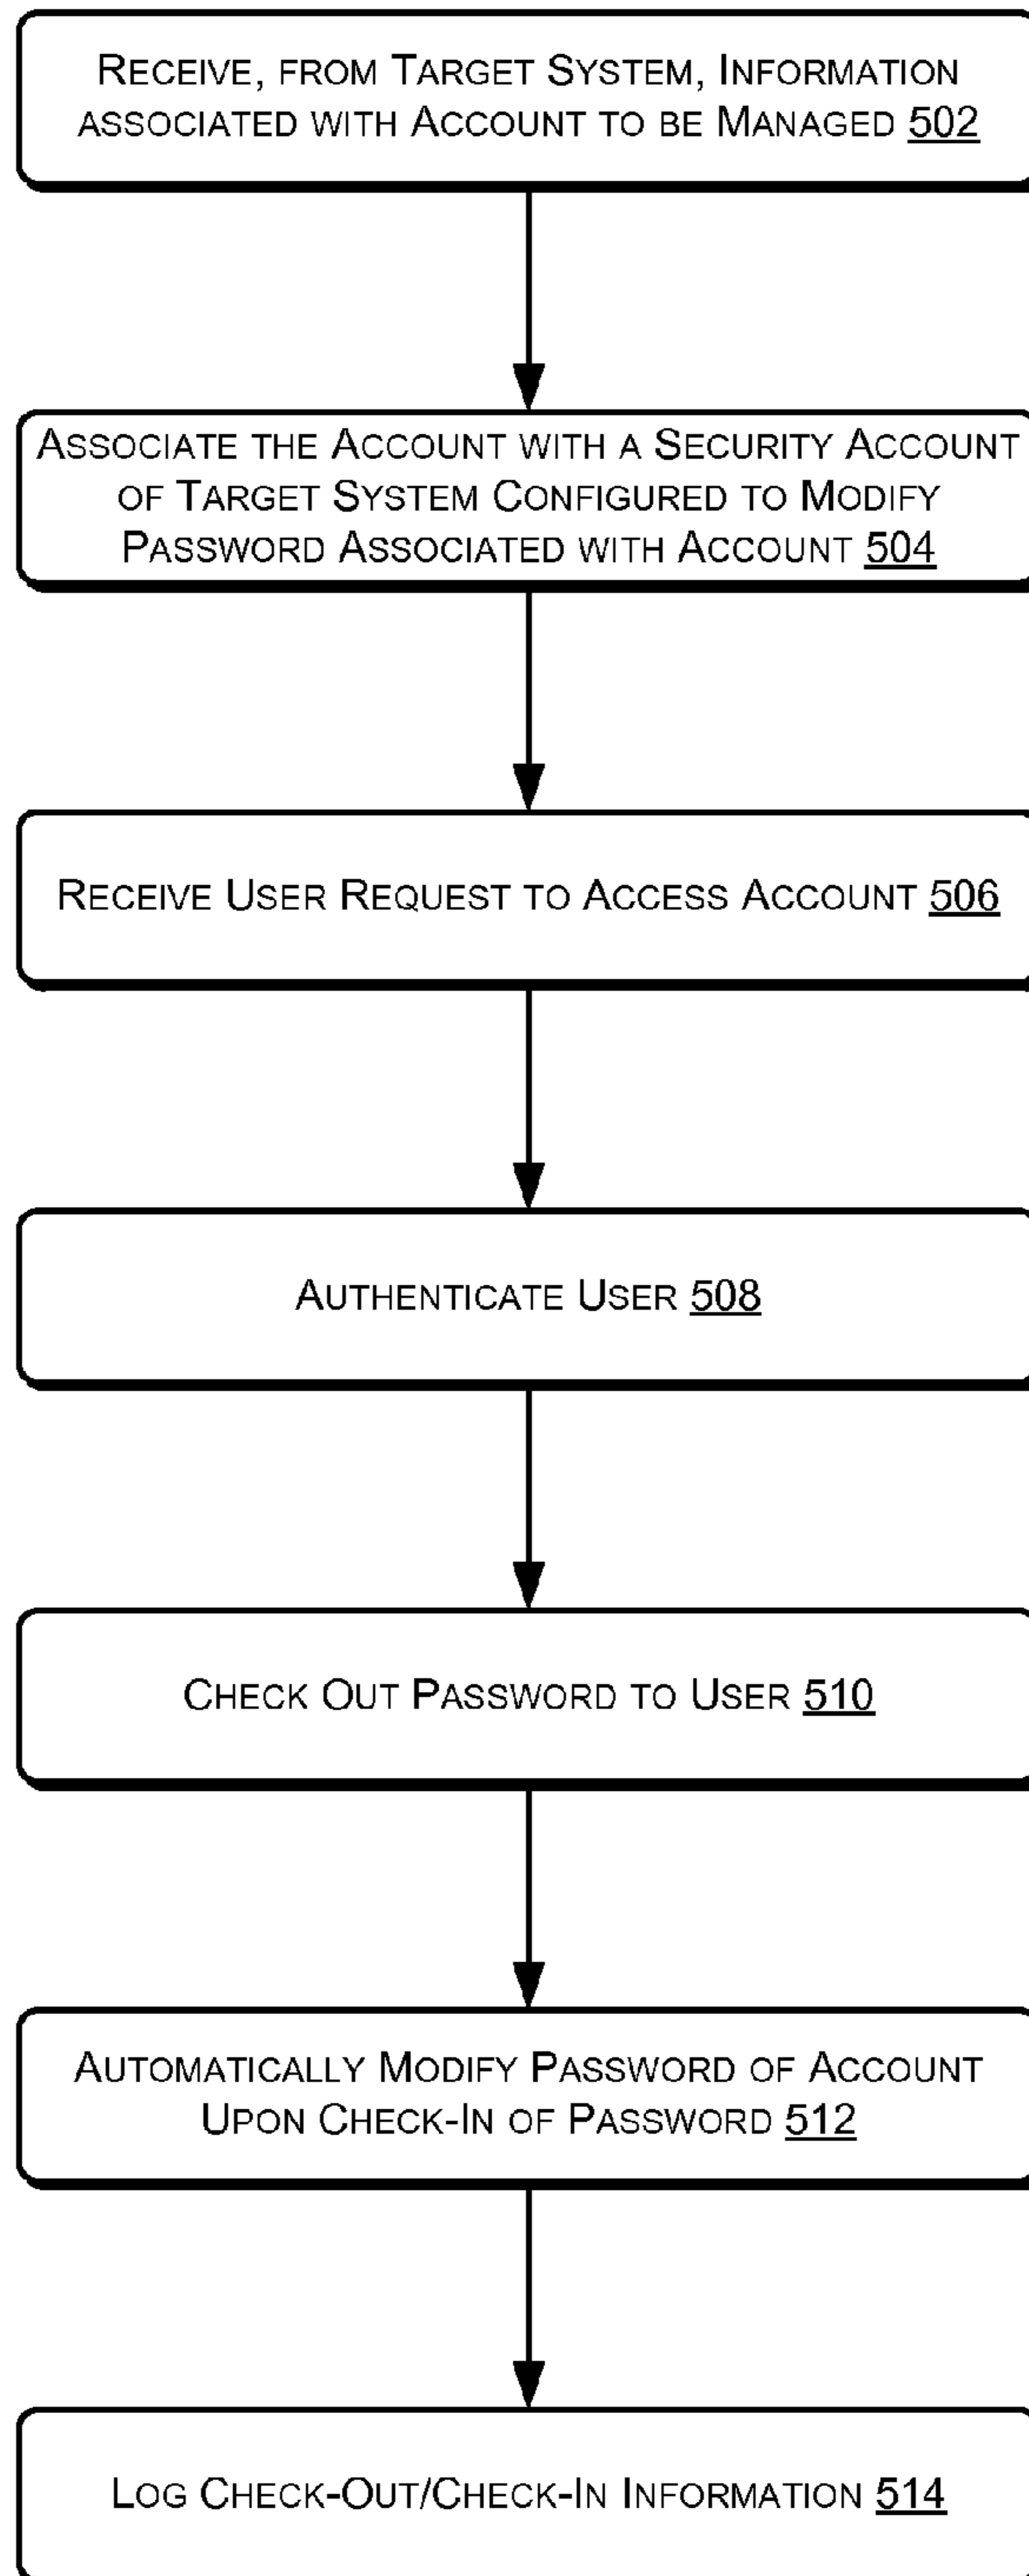 Receive, from Target System, Information
associated with Account to be Managed 502
Associate the Account with a Security Account
of Target System Configured to Modify
Password Associated with Account 504
Receive User Request to Access Account 506
Authenticate User 508
Check Out Password to User 510
Automatically Modify Password of Account
Upon Check-In of Password 512
Log Check-Out/Check-In Information 514